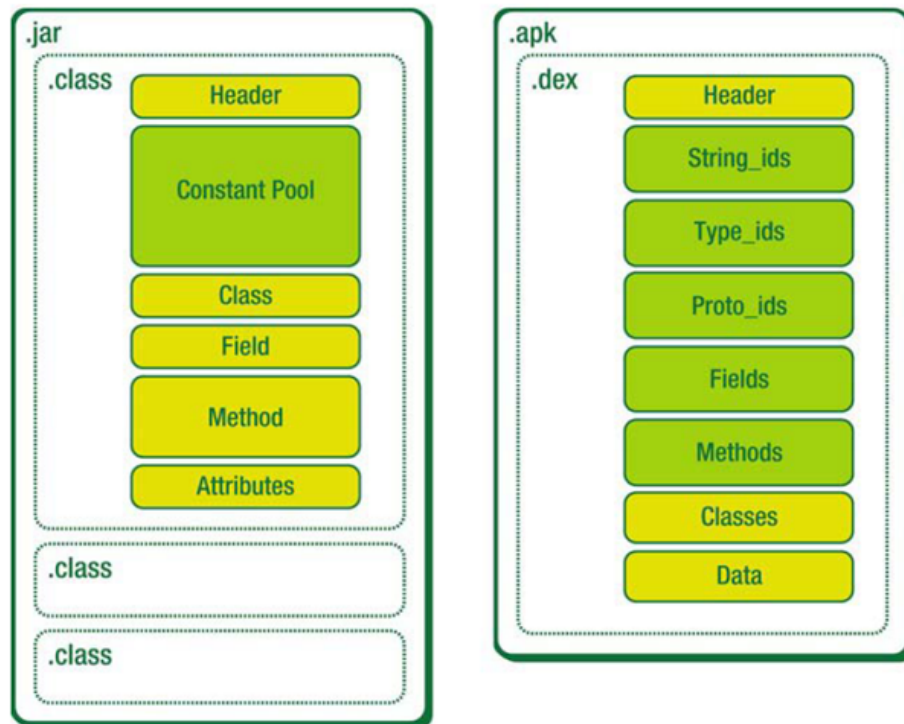 .jar
.class
Header
Constant Pool
Class
Field
Method
Attributes
.class
.class
.apk
.dex
Header
String_ids
Type_ids
Proto_ids
Fields
Methods
Classes
Data